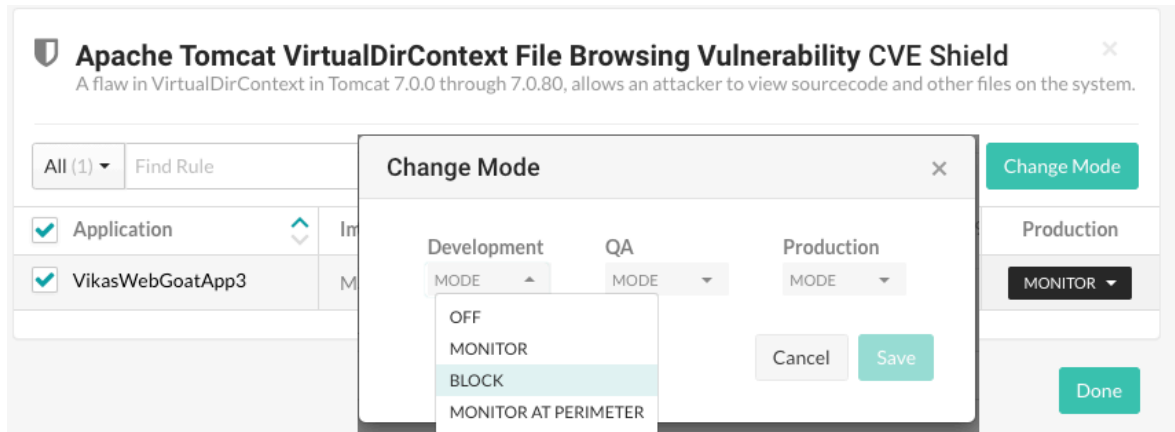 Apache Tomcat VirtualDirContext File Browsing Vulnerability CVE Shield
A flaw in VirtualDirContext in Tomcat 7.0.0 through 7.0.80, allows an attacker to view sourcecode and other files on the system.
All (1) Find Rule
Change Mode
Change Mode
Application
Im
Production
VikasWebGoatApp3
M
MONITOR
Development QA Production
MODE MODE MODE
OFF
MONITOR
BLOCK
MONITOR AT PERIMETER
Cancel Save
Done